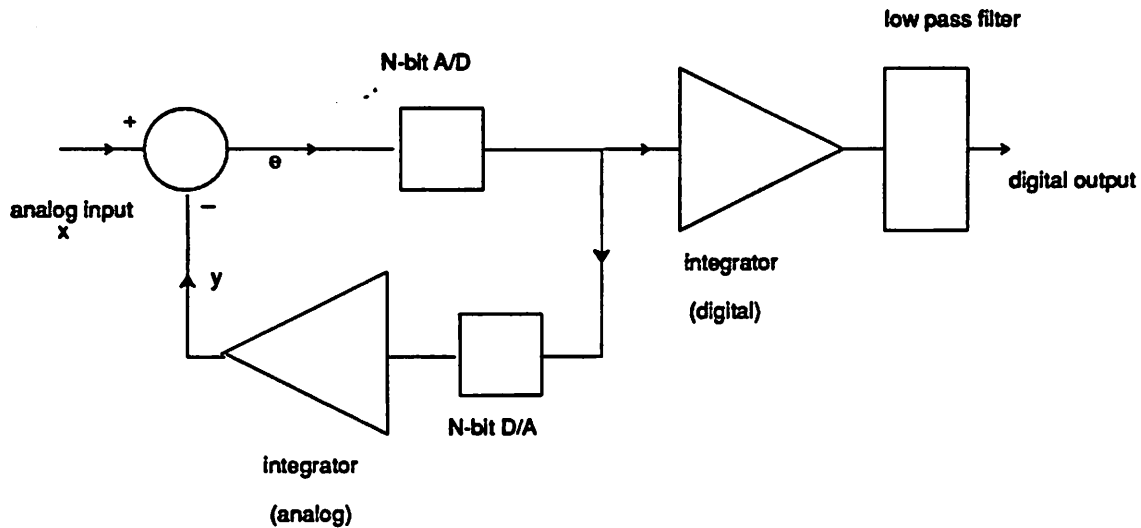 low pass filter
N-bit A/D
+
e
−
analog input
x
digital output
integrator
(digital)
y
N-bit D/A
integrator
(analog)